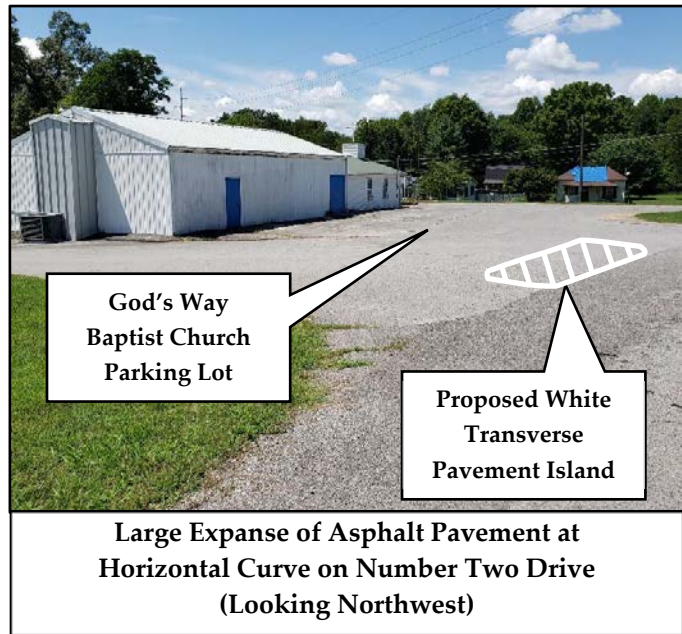 God's Way
Baptist Church
Parking Lot
Proposed White
Transverse
Pavement Island
Large Expanse of Asphalt Pavement at
Horizontal Curve on Number Two Drive
(Looking Northwest)